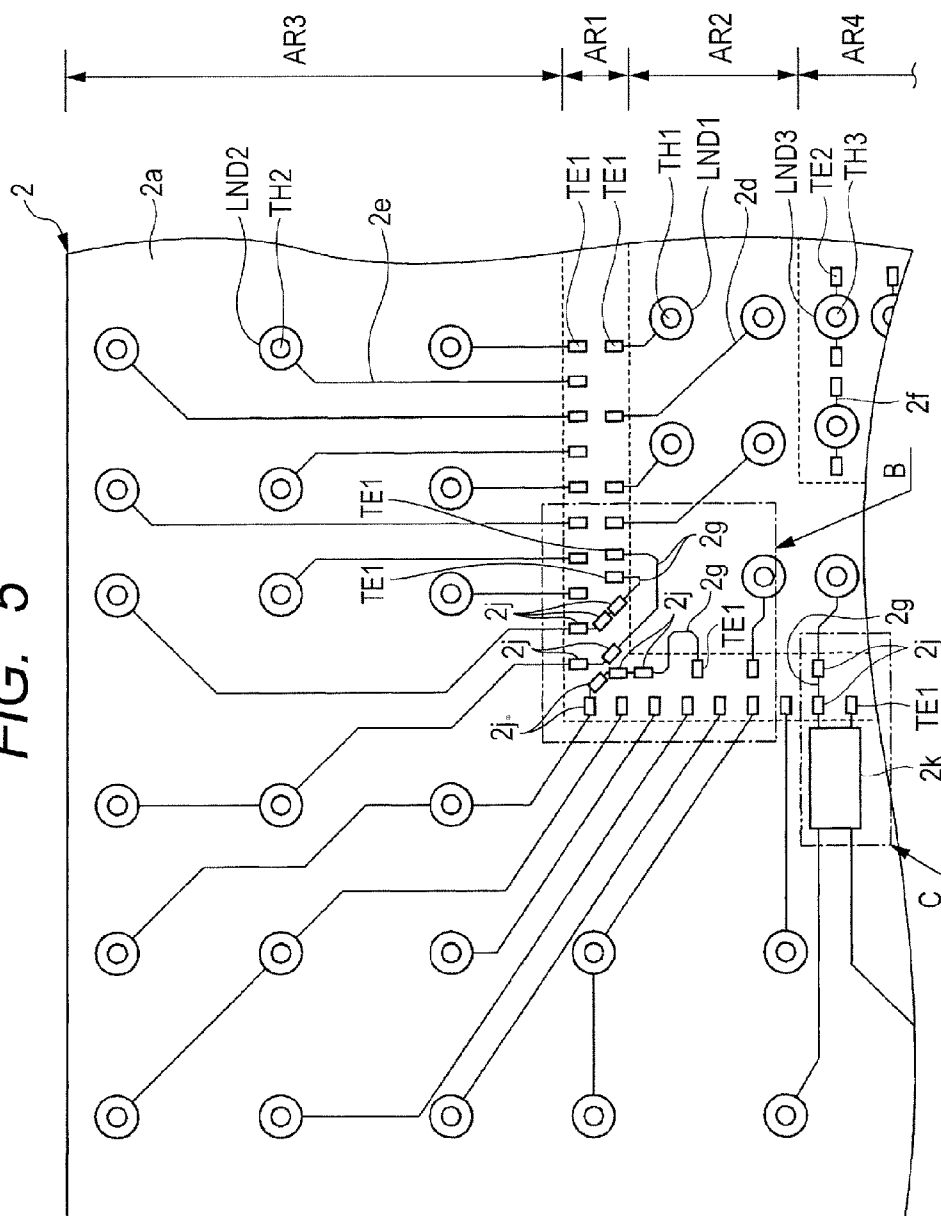 FIG. 5
AR3
AR1
AR2
AR4
2
2a
LND2
TH2
2e
TE1
TE1
TH1
LND1
2d
LND3
TE2
TH3
2f
B
TE1
TE1
2g
2j
2j
2j
2g
TE1
2j
2g
2j
TE1
2k
C